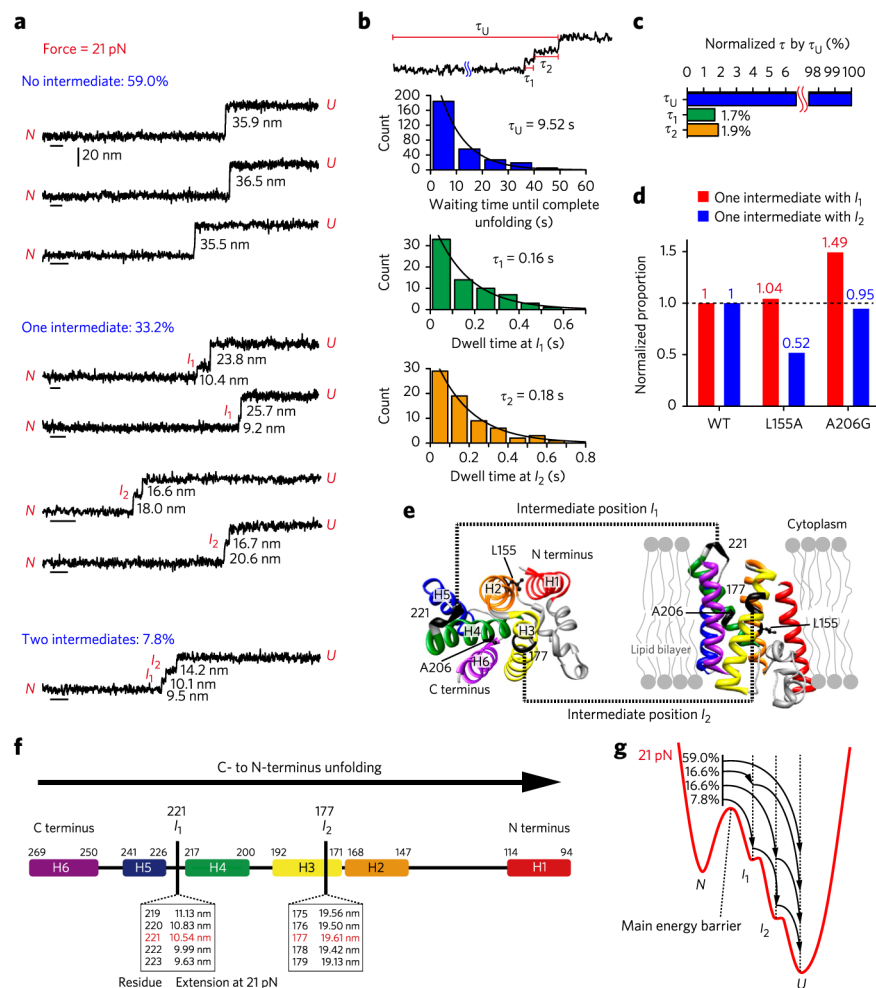 a
Force = 21 pN
No intermediate: 59.0%
N
U
35.9 nm
20 nm
N
U
36.5 nm
N
U
35.5 nm
One intermediate: 33.2%
I1
N
U
23.8 nm
10.4 nm
I1
N
U
25.7 nm
9.2 nm
I2
N
U
16.6 nm
18.0 nm
I2
N
U
16.7 nm
20.6 nm
Two intermediates: 7.8%
I2
I1
N
U
14.2 nm
10.1 nm
9.5 nm
b
τU
τ2
τ1
200
160
120
80
40
0
Count
τU = 9.52 s
0 10 20 30 40 50 60
Waiting time until complete
unfolding (s)
30
20
10
0
Count
τ1 = 0.16 s
0 0.2 0.4 0.6 0.8
Dwell time at I1 (s)
30
20
10
0
Count
τ2 = 0.18 s
0 0.2 0.4 0.6 0.8
Dwell time at I2 (s)
c
Normalized τ by τU (%)
0 1 2 3 4 5 6 98 99 100
τU
τ1 1.7%
τ2 1.9%
d
One intermediate with I1
One intermediate with I2
Normalized proportion
1.5
1.0
0.5
0
1 1 1.04 0.52 1.49 0.95
WT L155A A206G
e
Intermediate position I1
Cytoplasm
L155
N terminus
221
H5
H2
H1
177
221
H4
H3
A206
L155
A206
H6
177
Lipid bilayer
C terminus
Intermediate position I2
f
C- to N-terminus unfolding
221
I1
177
I2
C terminus
N terminus
269 250 241 226 217 200 192 171 168 147 114 94
H6 H5 H4 H3 H2 H1
219 11.13 nm
220 10.83 nm
221 10.54 nm
222 9.99 nm
223 9.63 nm
175 19.56 nm
176 19.50 nm
177 19.61 nm
178 19.42 nm
179 19.13 nm
Residue Extension at 21 pN
g
21 pN
59.0%
16.6%
16.6%
7.8%
N
I1
Main energy barrier
I2
U